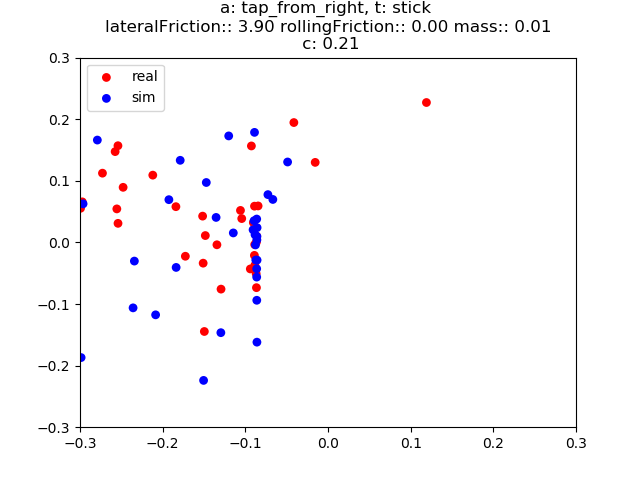 a: tap_from_right, t: stick
lateralFriction:: 3.90 rollingFriction:: 0.00 mass:: 0.01
c: 0.21
real
sim
0.3
0.2
0.1
0.0
−0.1
−0.2
−0.3
−0.3 −0.2 −0.1 0.0 0.1 0.2 0.3